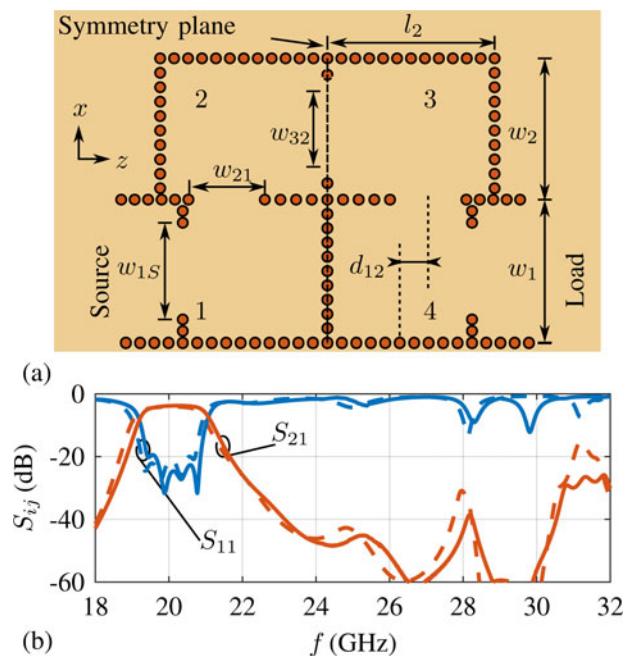 Symmetry plane
l2
2
3
x
z
w32
w2
w21
Source
w1S
d12
w1
Load
1
4
(a)
0
-20
-40
-60
Sij (dB)
S21
S11
18 20 22 24 26 28 30 32
f (GHz)
(b)